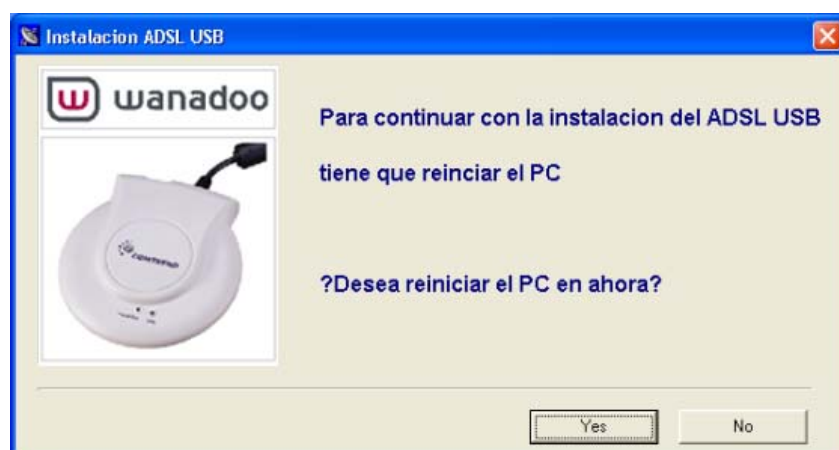 Instalacion ADSL USB
wanadoo
Para continuar con la instalacion del ADSL USB
tiene que reinciar el PC
COMTREND
?Desea reiniciar el PC en ahora?
Yes
No